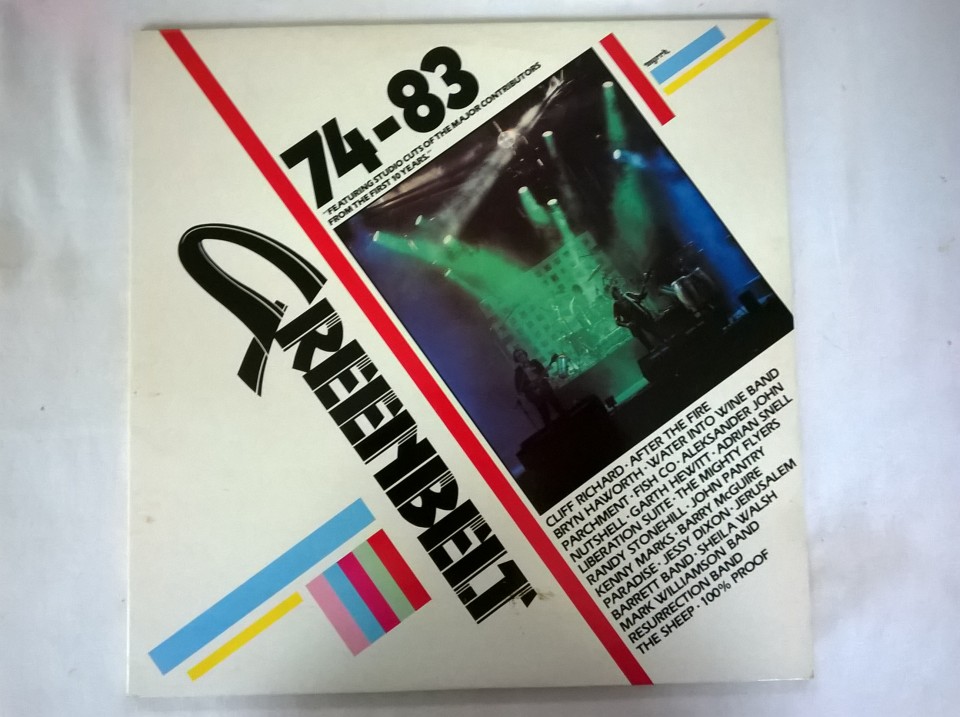 74-83
"FEATURING STUDIO CUTS OF THE MAJOR CONTRIBUTORS
FROM THE FIRST 10 YEARS."
GREENBELT
CLIFF RICHARD · AFTER THE FIRE
BRYN HAWORTH · WATER INTO WINE BAND
PARCHMENT · FISH CO · ALEKSANDER JOHN
NUTSHELL · GARTH HEWITT · ADRIAN SNELL
LIBERATION SUITE · THE MIGHTY FLYERS
RANDY STONEHILL · JOHN PANTRY
KENNY MARKS · BARRY McGUIRE
PARADISE · JESSY DIXON · JERUSALEM
BARRETT BAND · SHEILA WALSH
MARK WILLIAMSON BAND
RESURRECTION BAND
THE SHEEP · 100% PROOF